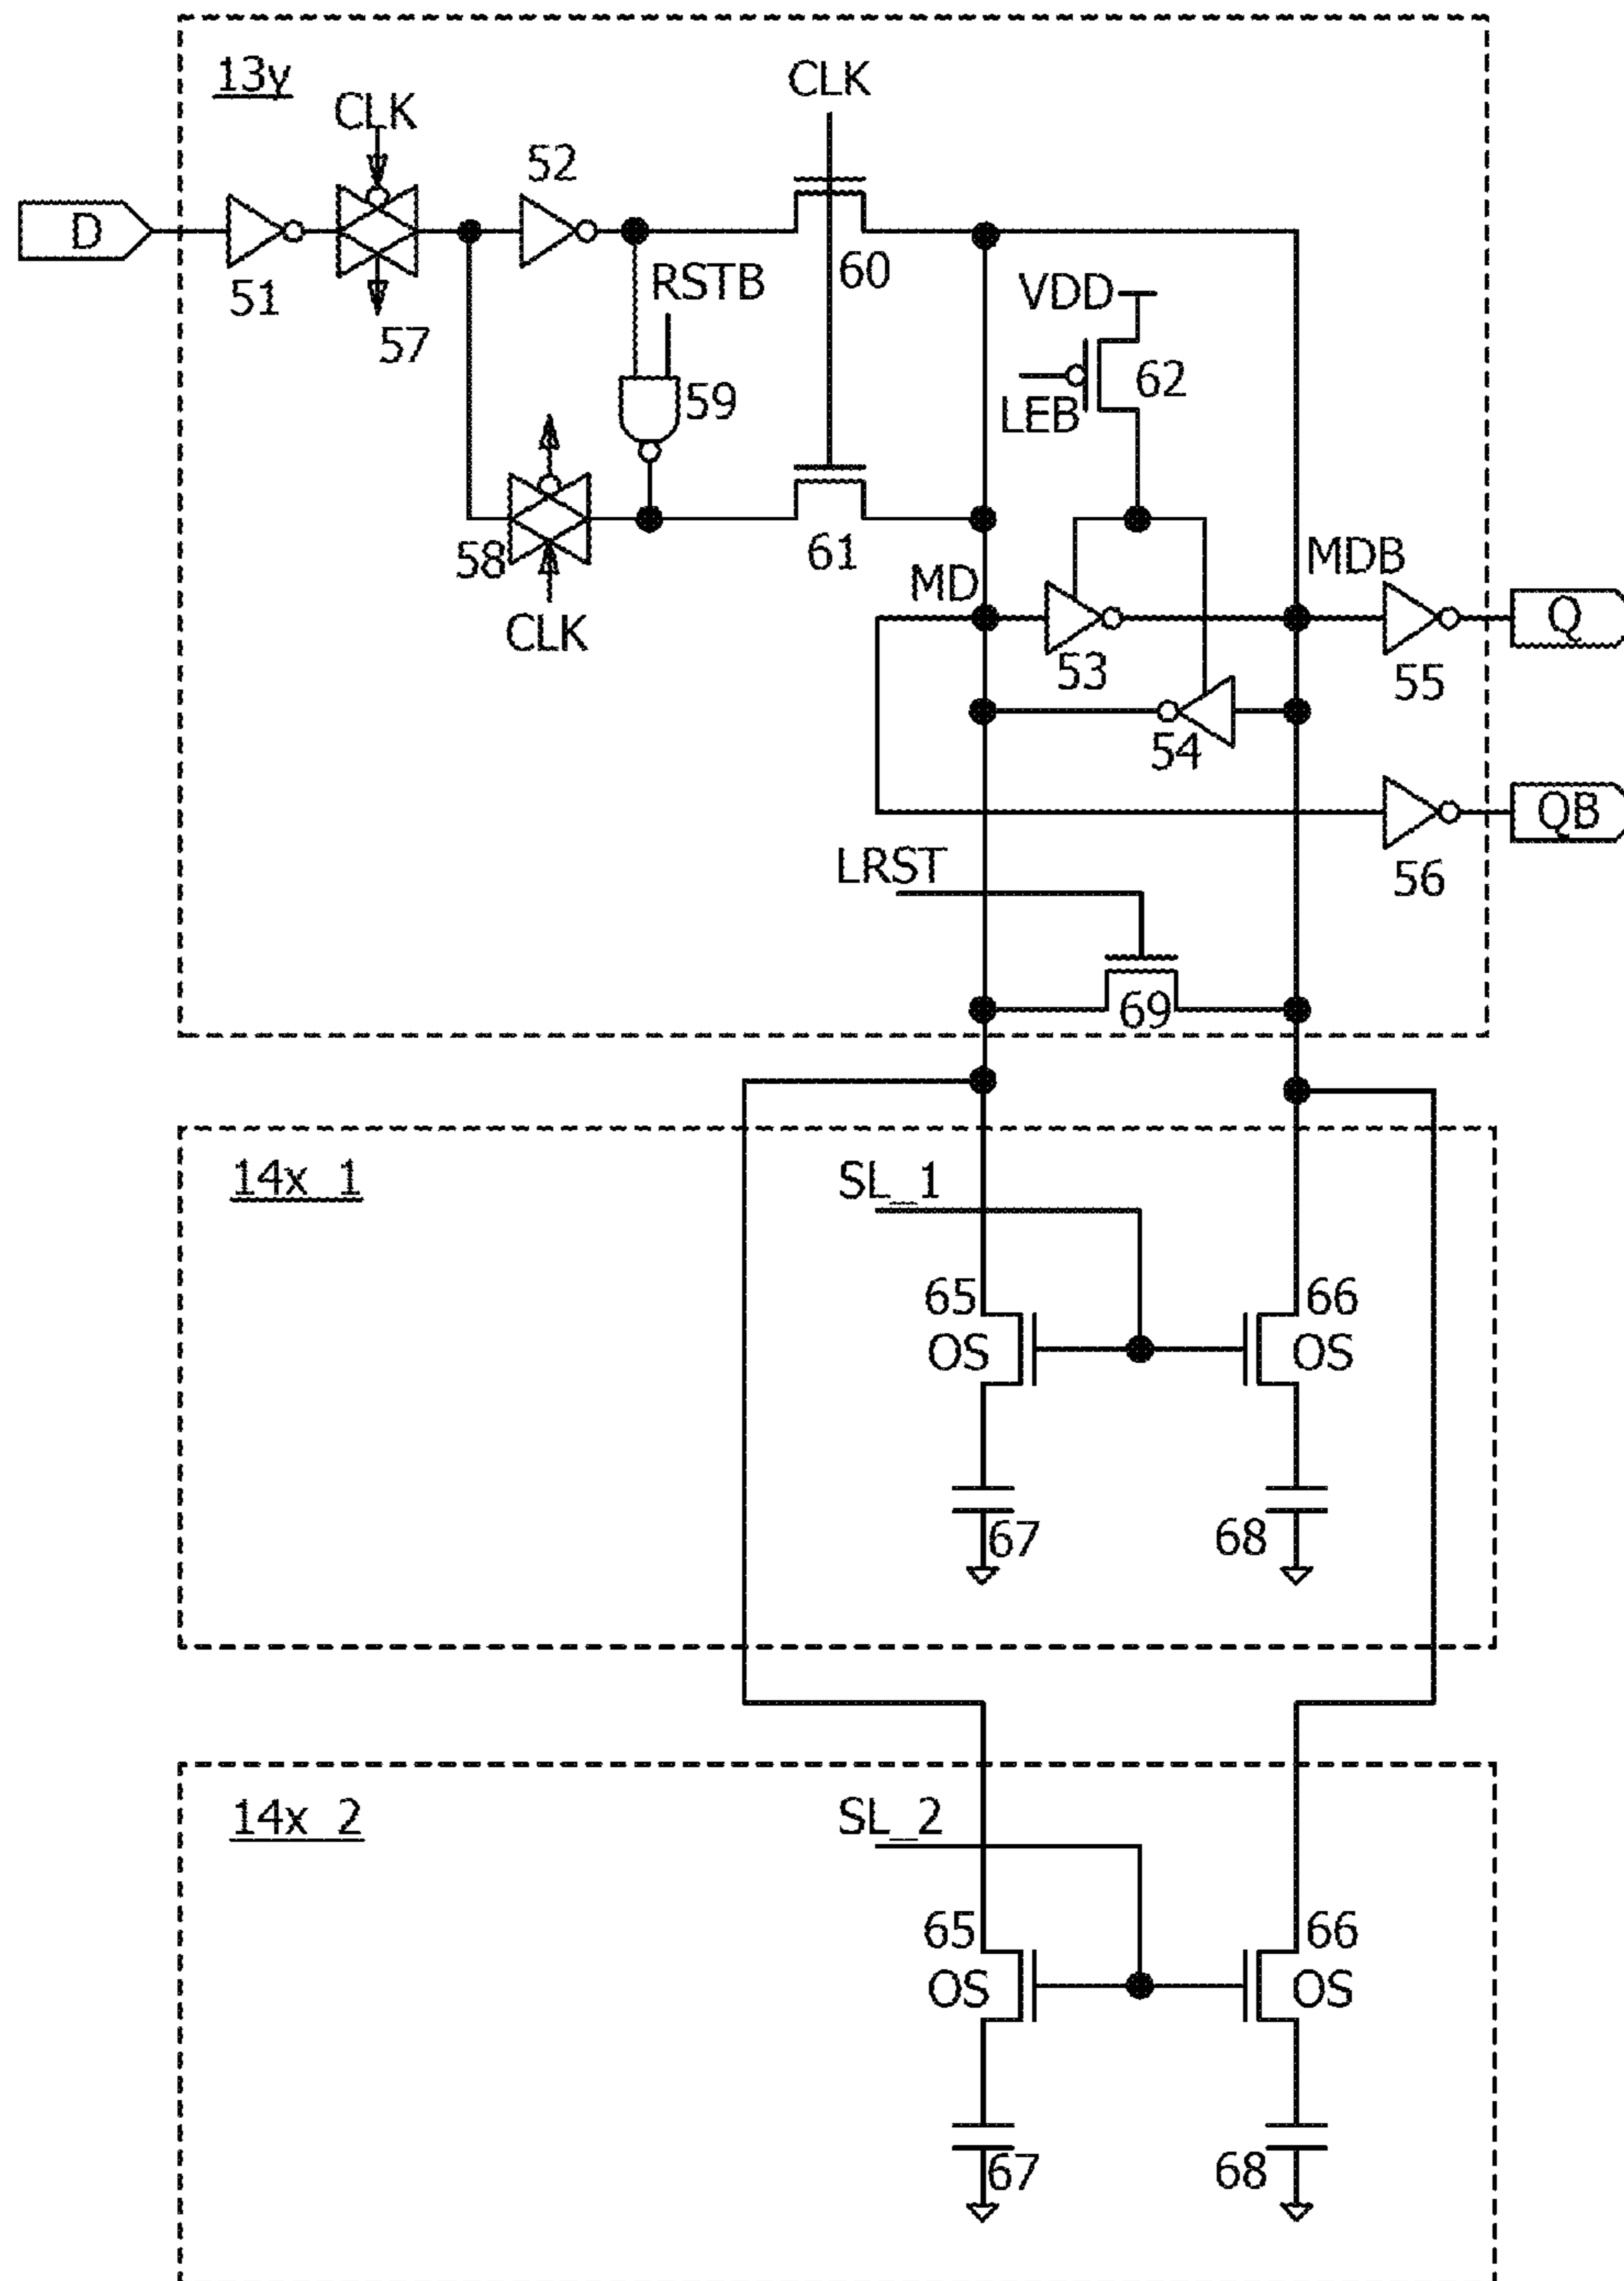 13y
CLK
CLK
52
D
51
57
RSTB
60
VDD
62
LEB
59
58
61
CLK
MD
MDB
53
Q
55
54
QB
56
LRST
69
14x_1
SL_1
65
66
OS
OS
67
68
14x_2
SL_2
65
66
OS
OS
67
68